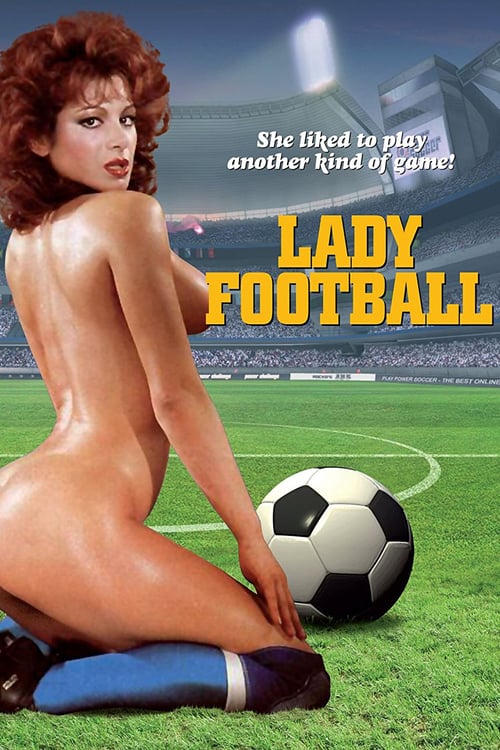 She liked to play
another kind of game!
LADY
FOOTBALL
PLAY POWER SOCCER - THE BEST ONLINE